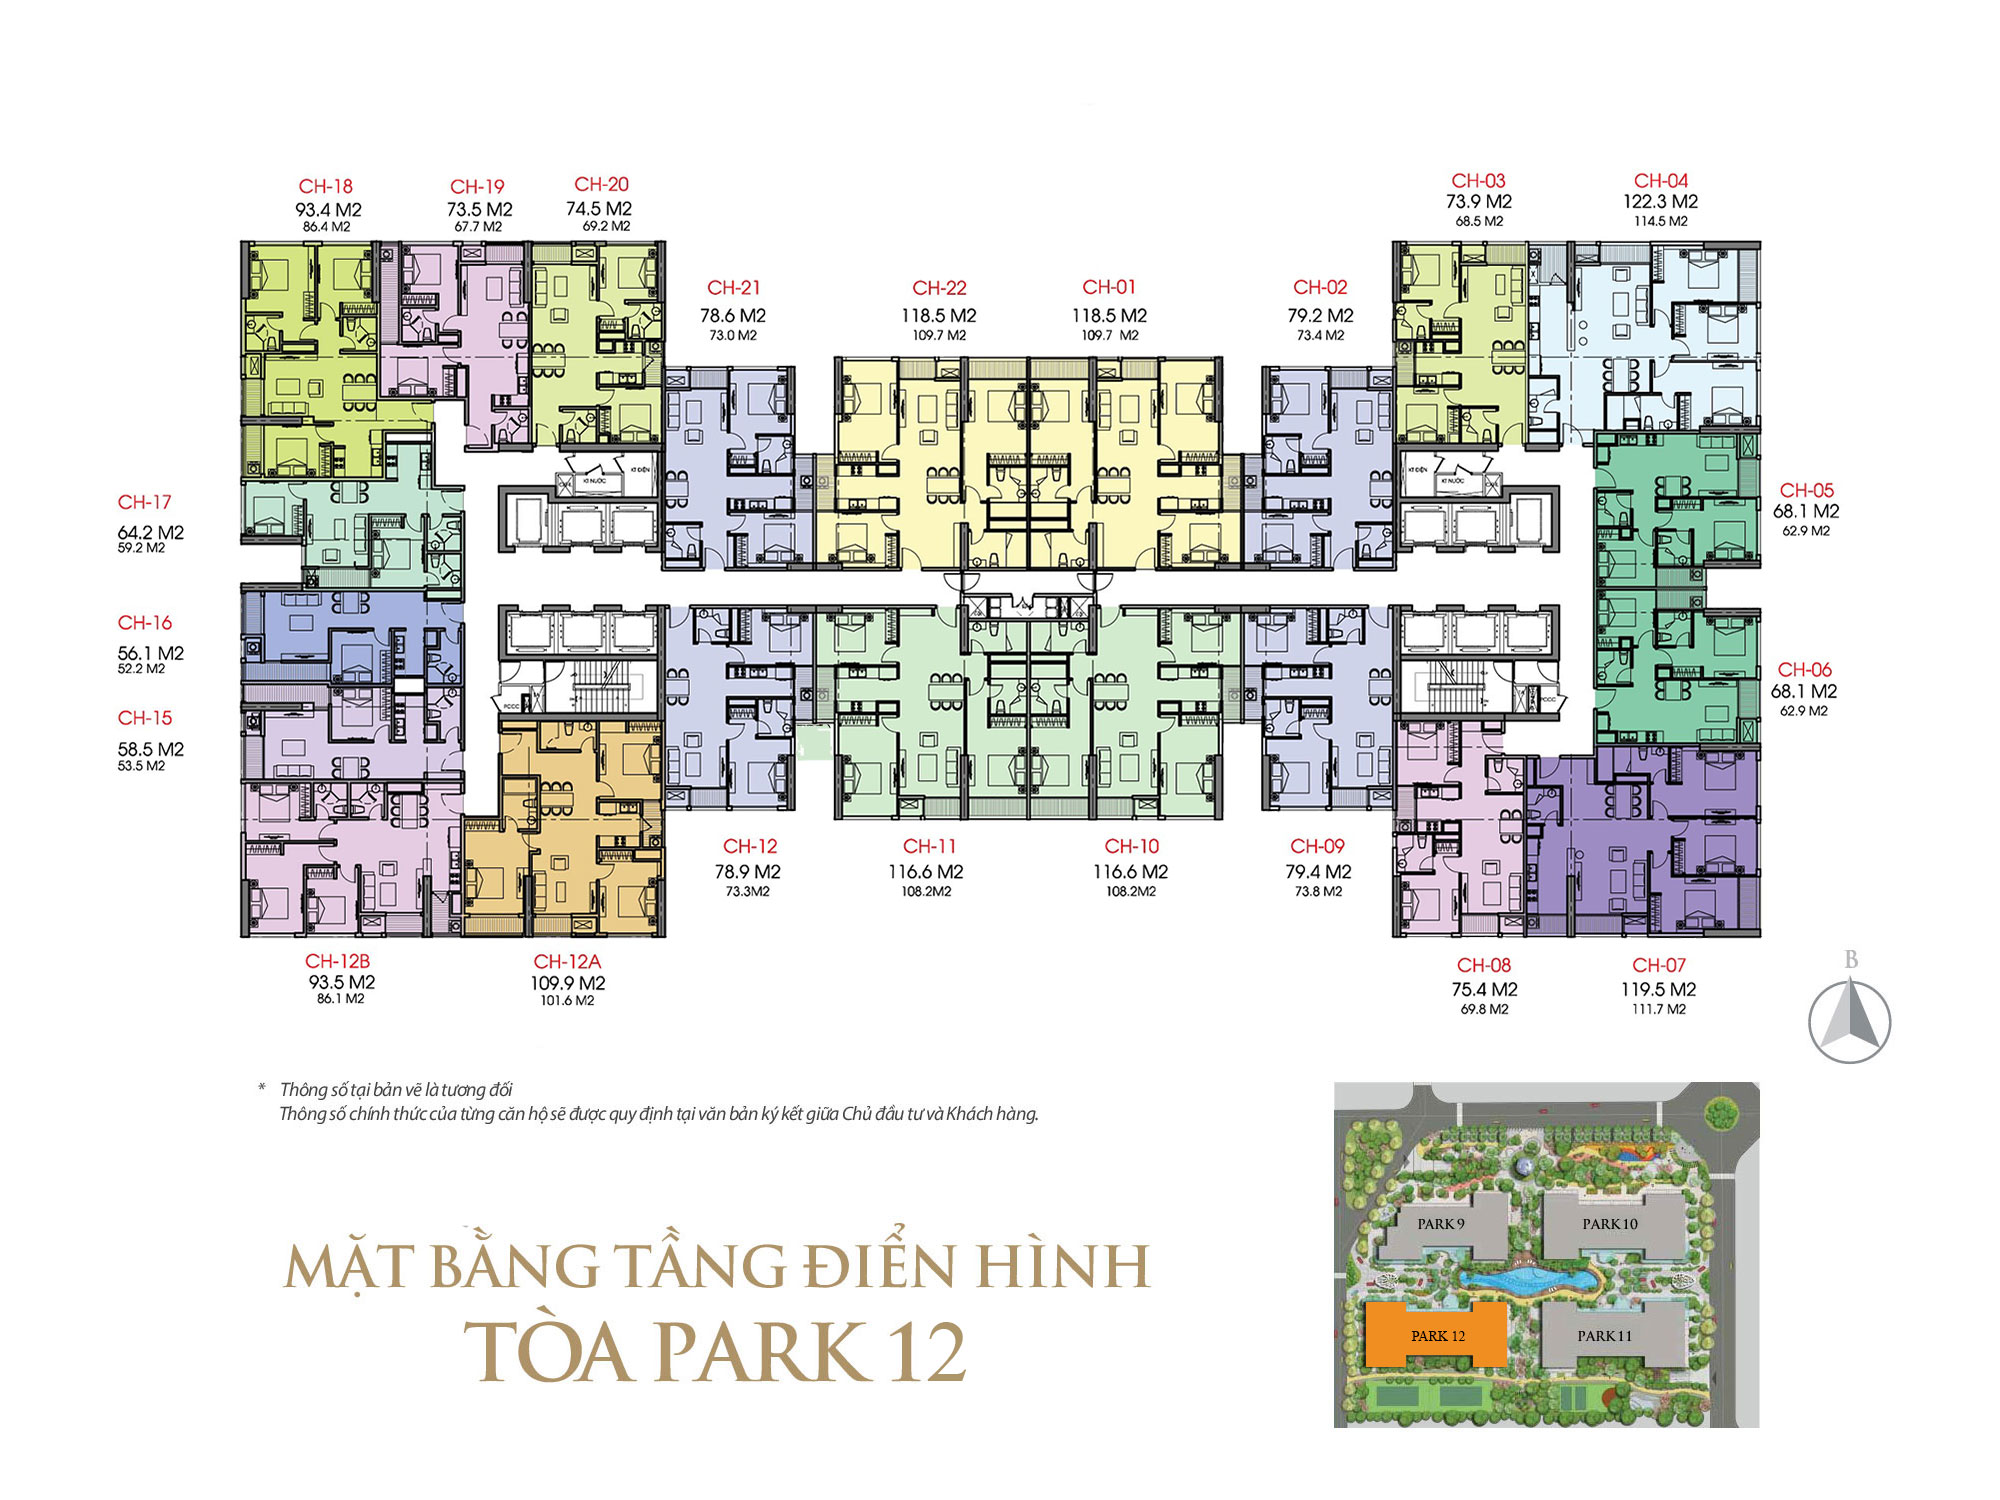 CH-18
93.4 M2
86.4 M2
CH-19
73.5 M2
67.7 M2
CH-20
74.5 M2
69.2 M2
CH-03
73.9 M2
68.5 M2
CH-04
122.3 M2
114.5 M2
CH-21
78.6 M2
73.0 M2
CH-22
118.5 M2
109.7 M2
CH-01
118.5 M2
109.7 M2
CH-02
79.2 M2
73.4 M2
KT ĐIỆN
KT NƯỚC
KT ĐIỆN
KT NƯỚC
CH-17
64.2 M2
59.2 M2
CH-05
68.1 M2
62.9 M2
CH-16
56.1 M2
52.2 M2
CH-06
68.1 M2
62.9 M2
PCCC
PCCC
CH-15
58.5 M2
53.5 M2
CH-12
78.9 M2
73.3M2
CH-11
116.6 M2
108.2M2
CH-10
116.6 M2
108.2M2
CH-09
79.4 M2
73.8 M2
CH-12B
93.5 M2
86.1 M2
CH-12A
109.9 M2
101.6 M2
CH-08
75.4 M2
69.8 M2
CH-07
119.5 M2
111.7 M2
B
* Thông số tại bản vẽ là tương đối
Thông số chính thức của từng căn hộ sẽ được quy định tại văn bản ký kết giữa Chủ đầu tư và Khách hàng.
MẶT BẰNG TẦNG ĐIỂN HÌNH
TÒA PARK 12
PARK 9
PARK 10
PARK 12
PARK 11